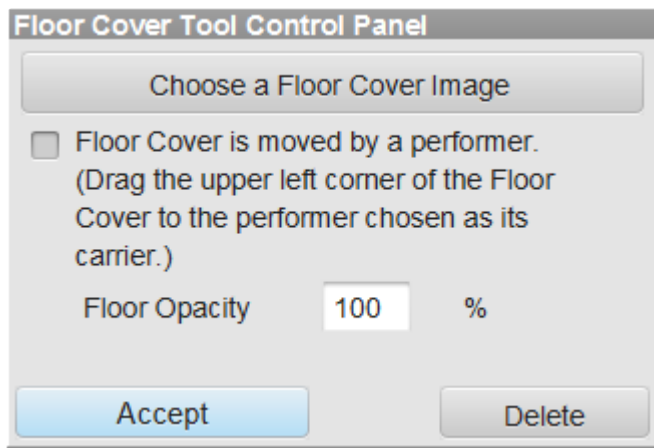 Floor Cover Tool Control Panel
Choose a Floor Cover Image
Floor Cover is moved by a performer.
(Drag the upper left corner of the Floor
Cover to the performer chosen as its
carrier.)
Floor Opacity 100 %
Accept Delete